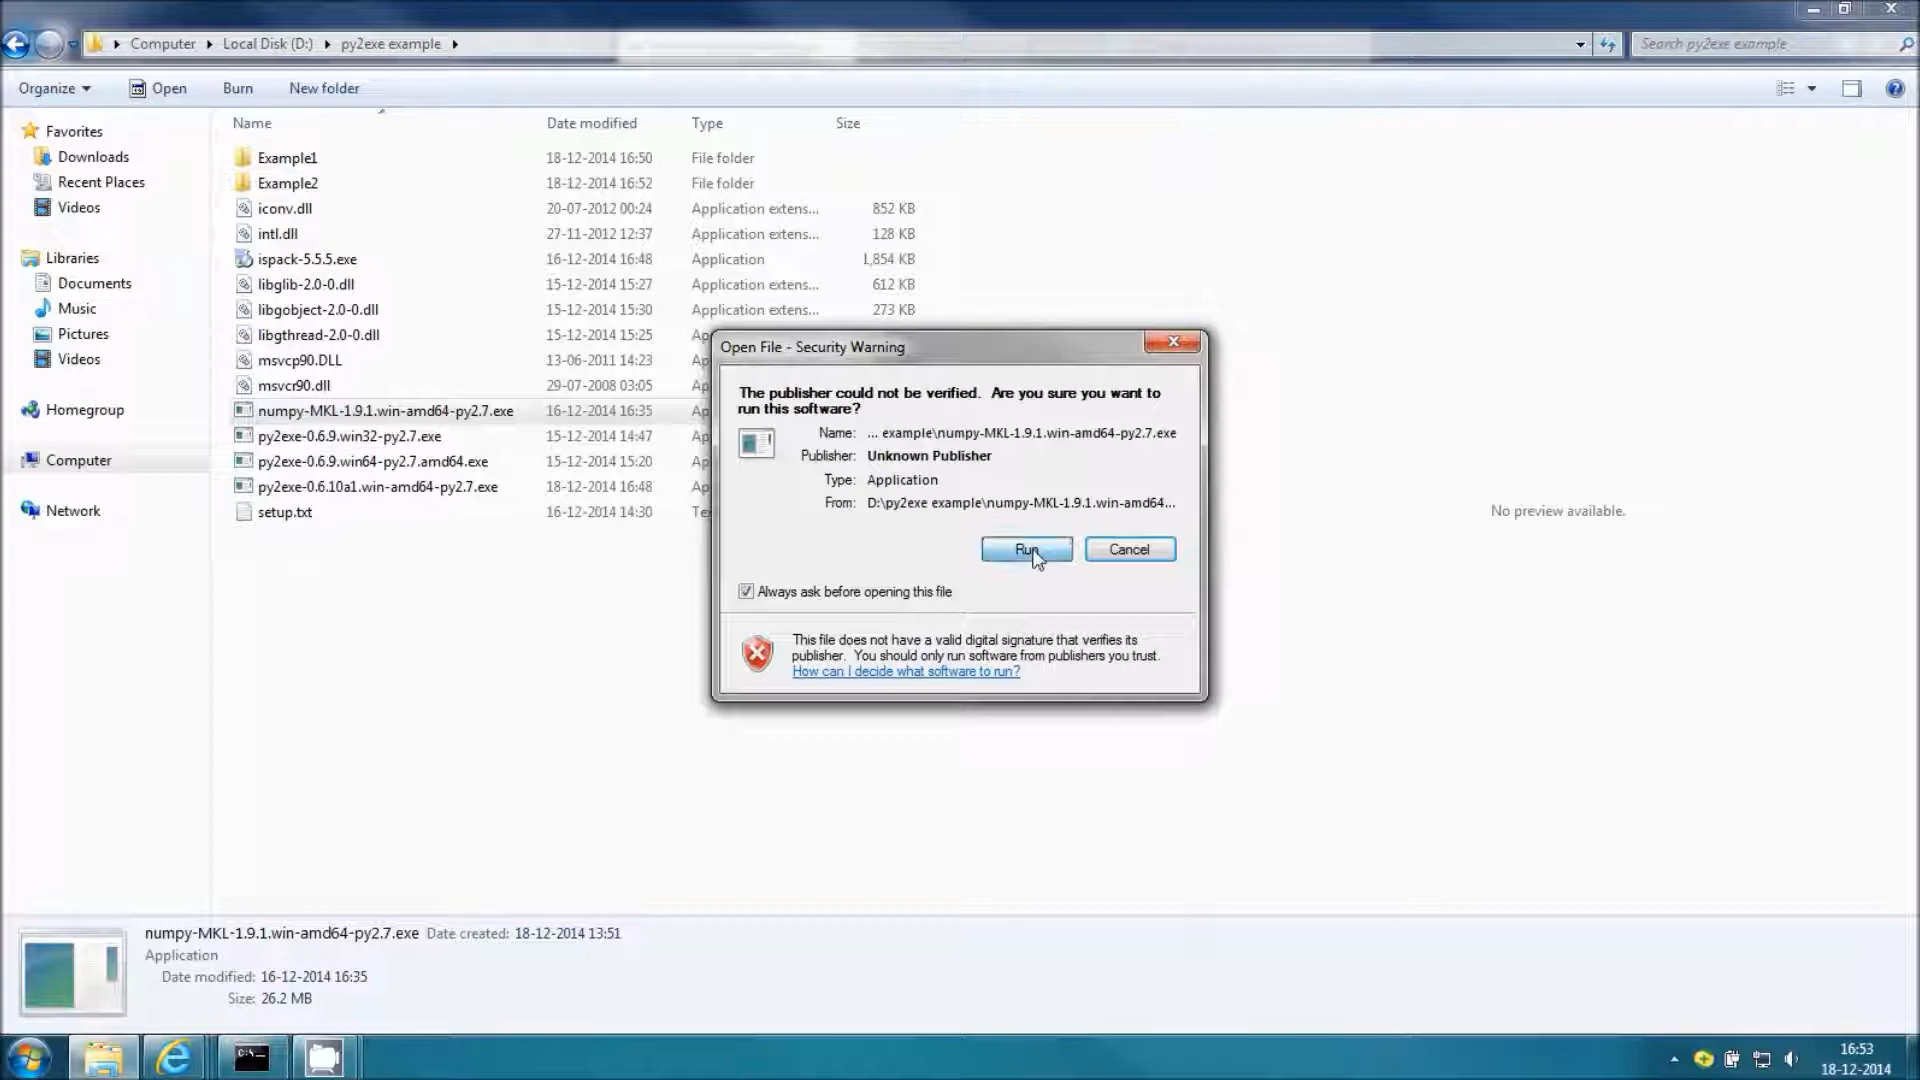 Computer ▸ Local Disk (D:) ▸ py2exe example ▸
Search py2exe example
Organize Open Burn New folder
Favorites
Downloads
Recent Places
Videos
Libraries
Documents
Music
Pictures
Videos
Homegroup
Computer
Network
Name Date modified Type Size
Example1 18-12-2014 16:50 File folder
Example2 18-12-2014 16:52 File folder
iconv.dll 20-07-2012 00:24 Application extens... 852 KB
intl.dll 27-11-2012 12:37 Application extens... 128 KB
ispack-5.5.5.exe 16-12-2014 16:48 Application 1,854 KB
libglib-2.0-0.dll 15-12-2014 15:27 Application extens... 612 KB
libgobject-2.0-0.dll 15-12-2014 15:30 Application extens... 273 KB
libgthread-2.0-0.dll 15-12-2014 15:25 Ap
msvcp90.DLL 13-06-2011 14:23 Ap
msvcr90.dll 29-07-2008 03:05 Ap
numpy-MKL-1.9.1.win-amd64-py2.7.exe 16-12-2014 16:35 Ap
py2exe-0.6.9.win32-py2.7.exe 15-12-2014 14:47 Ap
py2exe-0.6.9.win64-py2.7.amd64.exe 15-12-2014 15:20 Ap
py2exe-0.6.10a1.win-amd64-py2.7.exe 18-12-2014 16:48 Ap
setup.txt 16-12-2014 14:30 Te
Open File - Security Warning
The publisher could not be verified. Are you sure you want to
run this software?
Name: ... example\numpy-MKL-1.9.1.win-amd64-py2.7.exe
Publisher: Unknown Publisher
Type: Application
From: D:\py2exe example\numpy-MKL-1.9.1.win-amd64...
Run Cancel
Always ask before opening this file
This file does not have a valid digital signature that verifies its
publisher. You should only run software from publishers you trust.
How can I decide what software to run?
No preview available.
numpy-MKL-1.9.1.win-amd64-py2.7.exe Date created: 18-12-2014 13:51
Application
Date modified: 16-12-2014 16:35
Size: 26.2 MB
C:\
16:53
18-12-2014